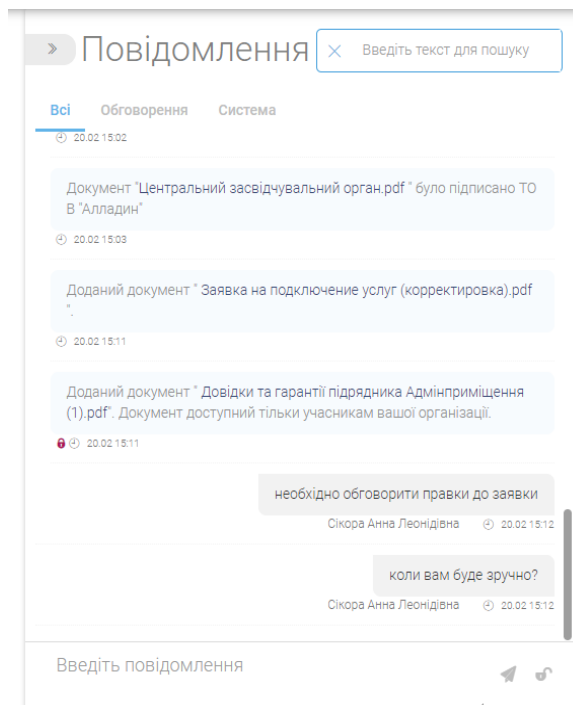 Повідомлення
Введіть текст для пошуку
Всі Обговорення Система
20.02 15:02
Документ "Центральний засвідчувальний орган.pdf " було підписано ТО
В "Алладин"
20.02 15:03
Доданий документ " Заявка на подключение услуг (корректировка).pdf
".
20.02 15:11
Доданий документ " Довідки та гарантії підрядника Адмінприміщення
(1).pdf". Документ доступний тільки учасникам вашої організації.
20.02 15:11
необхідно обговорити правки до заявки
Сікора Анна Леонідівна 20.02 15:12
коли вам буде зручно?
Сікора Анна Леонідівна 20.02 15:12
Введіть повідомлення